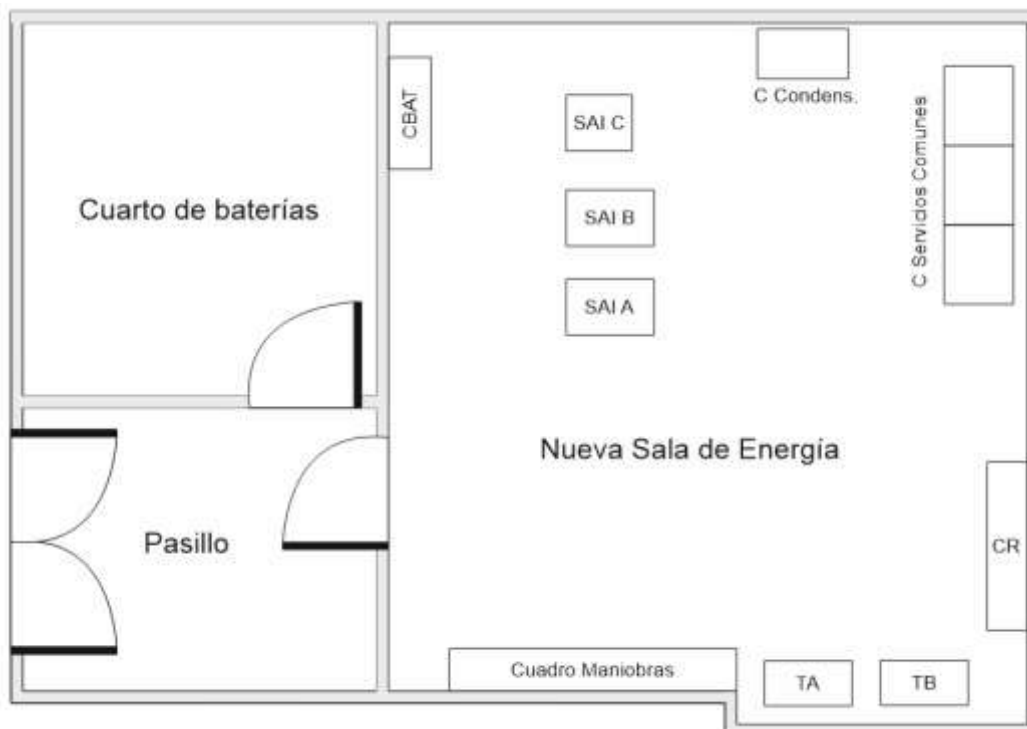 C Condens.
CBAT
SAI C
C Servidos Comunes
Cuarto de baterías
SAI B
SAI A
Nueva Sala de Energía
Pasillo
CR
Cuadro Maniobras
TA
TB